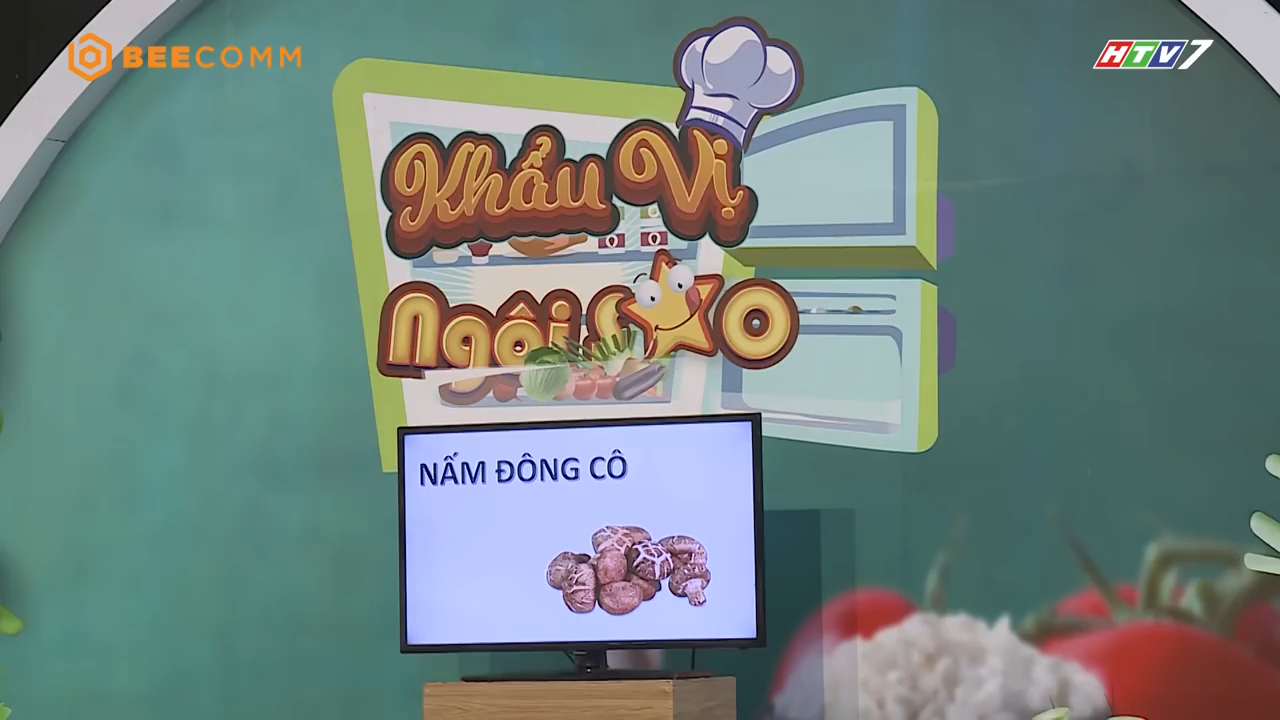 BEECOMM
HTV7
Khẩu Vị
Ngôi Sao
NẤM ĐÔNG CÔ